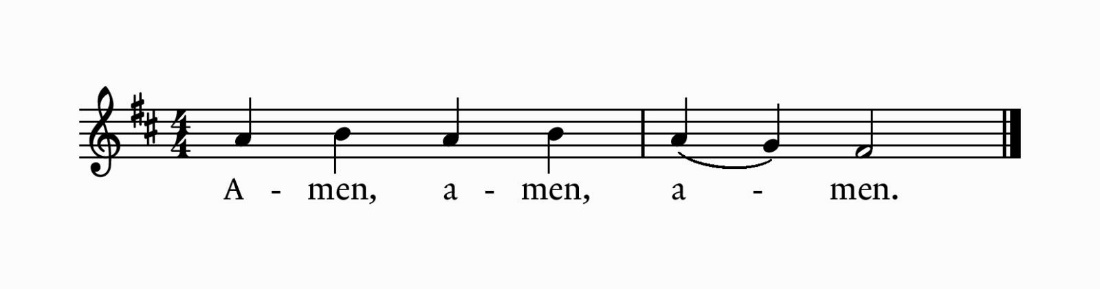 A - men, a - men, a - men.